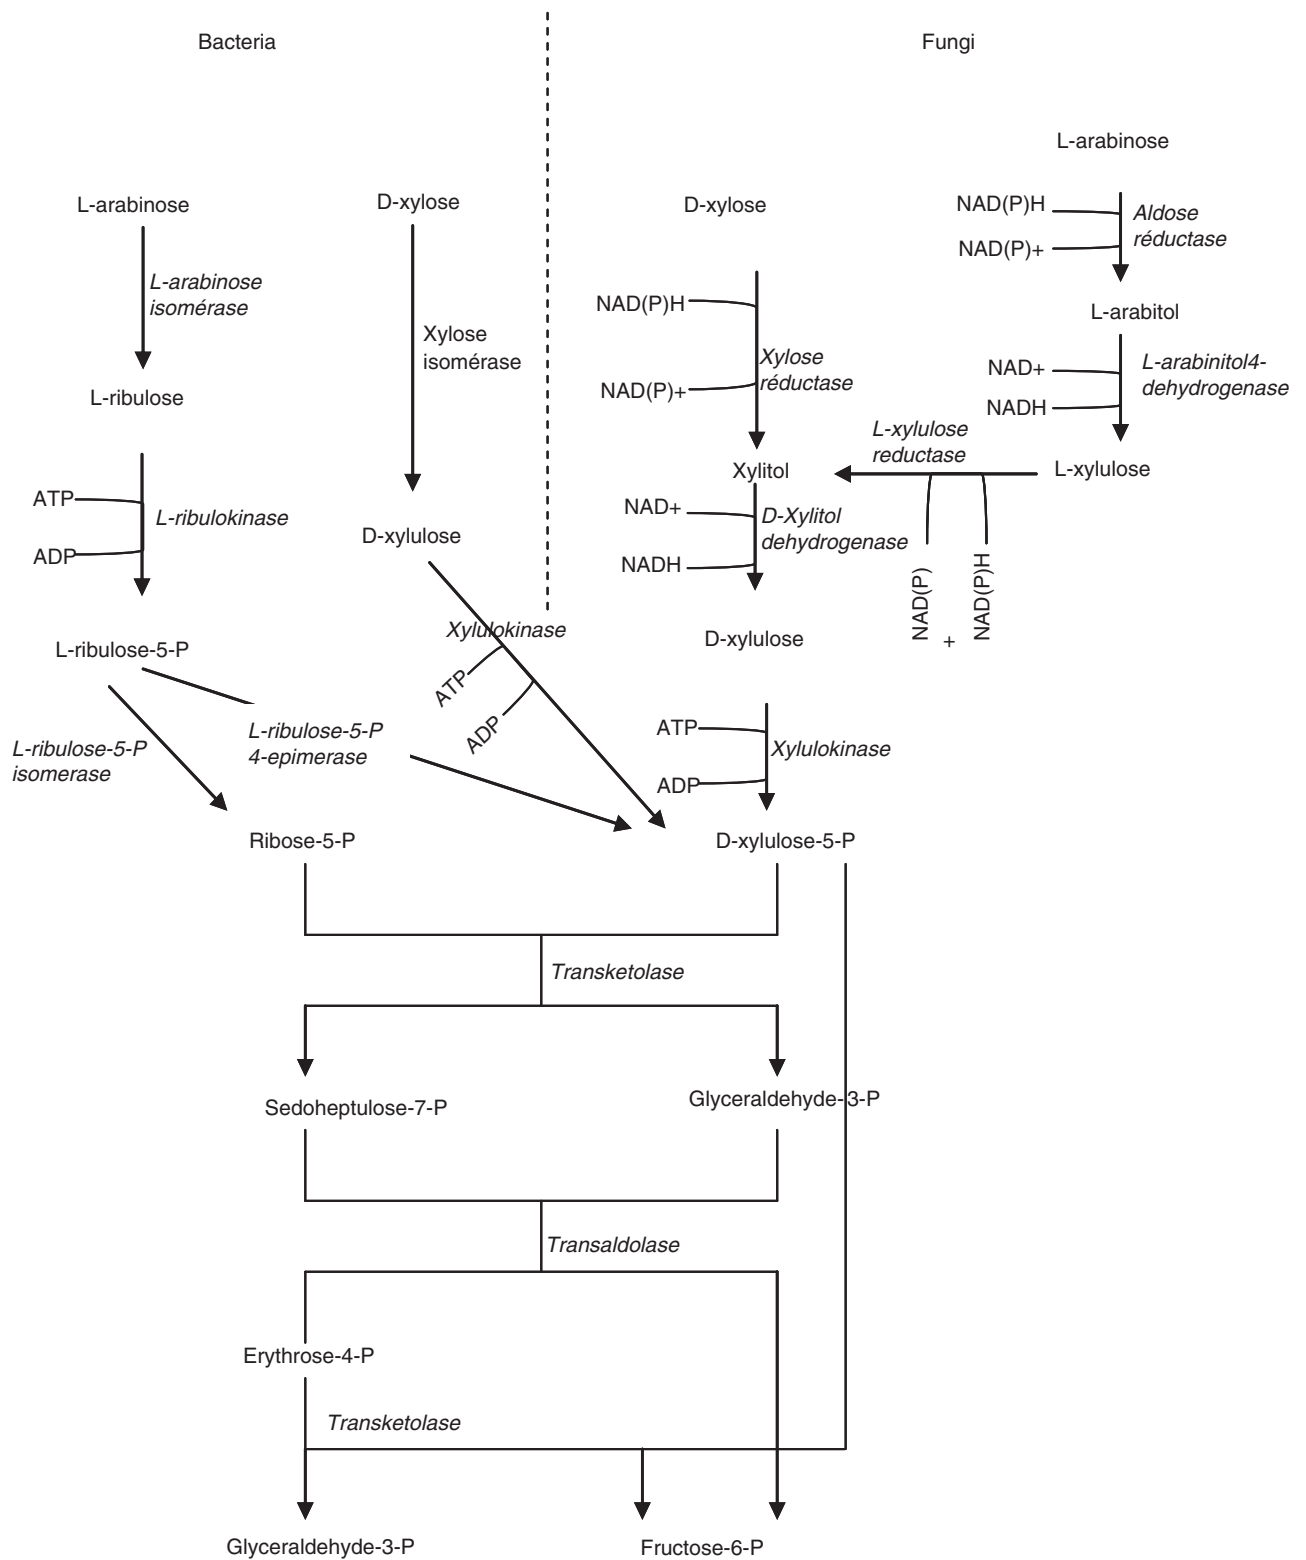 Bacteria
Fungi
L-arabinose
L-arabinose
isomérase
L-ribulose
ATP
ADP
L-ribulokinase
L-ribulose-5-P
L-ribulose-5-P
isomerase
L-ribulose-5-P
4-epimerase
D-xylose
Xylose
isomérase
D-xylulose
Xylulokinase
ATP
ADP
D-xylose
NAD(P)H
NAD(P)+
Xylose
réductase
Xylitol
NAD+
NADH
D-Xylitol
dehydrogenase
D-xylulose
ATP
ADP
Xylulokinase
L-arabinose
NAD(P)H
NAD(P)+
Aldose
réductase
L-arabitol
NAD+
NADH
L-arabinitol4-
dehydrogenase
L-xylulose
L-xylulose
reductase
NAD(P)
+
NAD(P)H
Ribose-5-P
D-xylulose-5-P
Transketolase
Sedoheptulose-7-P
Glyceraldehyde-3-P
Transaldolase
Erythrose-4-P
Transketolase
Glyceraldehyde-3-P
Fructose-6-P